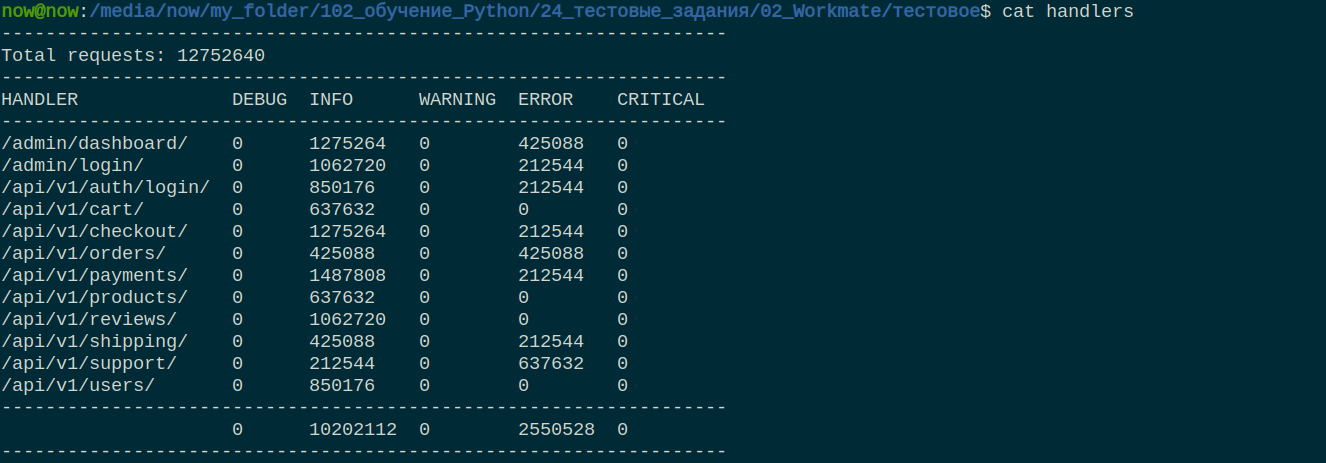 now@now:/media/now/my_folder/102_обучение_Python/24_тестовые_задания/02_Workmate/тестовое$ cat handlers
------------------------------------------------------------------
Total requests: 12752640
------------------------------------------------------------------
HANDLER              DEBUG  INFO      WARNING  ERROR    CRITICAL
------------------------------------------------------------------
/admin/dashboard/    0      1275264   0        425088   0
/admin/login/        0      1062720   0        212544   0
/api/v1/auth/login/  0      850176    0        212544   0
/api/v1/cart/        0      637632    0        0        0
/api/v1/checkout/    0      1275264   0        212544   0
/api/v1/orders/      0      425088    0        425088   0
/api/v1/payments/    0      1487808   0        212544   0
/api/v1/products/    0      637632    0        0        0
/api/v1/reviews/     0      1062720   0        0        0
/api/v1/shipping/    0      425088    0        212544   0
/api/v1/support/     0      212544    0        637632   0
/api/v1/users/       0      850176    0        0        0
------------------------------------------------------------------
                     0      10202112  0        2550528  0
------------------------------------------------------------------